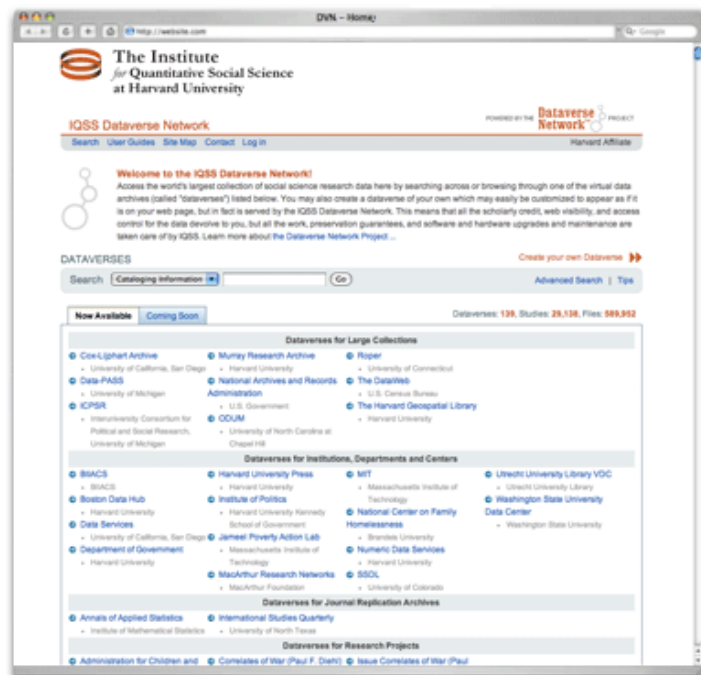 DVN – Home
http://website.com
Google
The Institute
for Quantitative Social Science
at Harvard University
IQSS Dataverse Network
POWERED BY THE Dataverse Network PROJECT
Search User Guides Site Map Contact Log in
Harvard Affiliate
Welcome to the IQSS Dataverse Network!
Access the world's largest collection of social science research data here by searching across or browsing through one of the virtual data
archives (called "dataverses") listed below. You may also create a dataverse of your own which may easily be customized to appear as if it
is on your web page, but in fact is served by the IQSS Dataverse Network. This means that all the scholarly credit, web visibility, and access
control for the data devolve to you, but all the work, preservation guarantees, and software and hardware upgrades and maintenance are
taken care of by IQSS. Learn more about the Dataverse Network Project ...
DATAVERSES
Create your own Dataverse
Search Cataloging Information Go
Advanced Search | Tips
Now Available Coming Soon
Dataverses: 139, Studies: 29,138, Files: 589,952
Dataverses for Large Collections
Cox-Lijphart Archive
University of California, San Diego
Data-PASS
University of Michigan
ICPSR
Interuniversity Consortium for
Political and Social Research,
University of Michigan
Murray Research Archive
Harvard University
National Archives and Records
Administration
U.S. Government
ODUM
University of North Carolina at
Chapel Hill
Roper
University of Connecticut
The DataWeb
U.S. Census Bureau
The Harvard Geospatial Library
Harvard University
Dataverses for Institutions, Departments and Centers
BIIACS
BIIACS
Boston Data Hub
Harvard University
Data Services
University of California, San Diego
Department of Government
Harvard University
Harvard University Press
Harvard University
Institute of Politics
Harvard University Kennedy
School of Government
Jameel Poverty Action Lab
Massachusetts Institute of
Technology
MacArthur Research Networks
MacArthur Foundation
MIT
Massachusetts Institute of
Technology
National Center on Family
Homelessness
Brandeis University
Numeric Data Services
Harvard University
SSDL
University of Colorado
Utrecht University Library VDC
Utrecht University Library
Washington State University
Data Center
Washington State University
Dataverses for Journal Replication Archives
Annals of Applied Statistics
Institute of Mathematical Statistics
International Studies Quarterly
University of North Texas
Dataverses for Research Projects
Administration for Children and
Correlates of War (Paul F. Diehl)
Issue Correlates of War (Paul